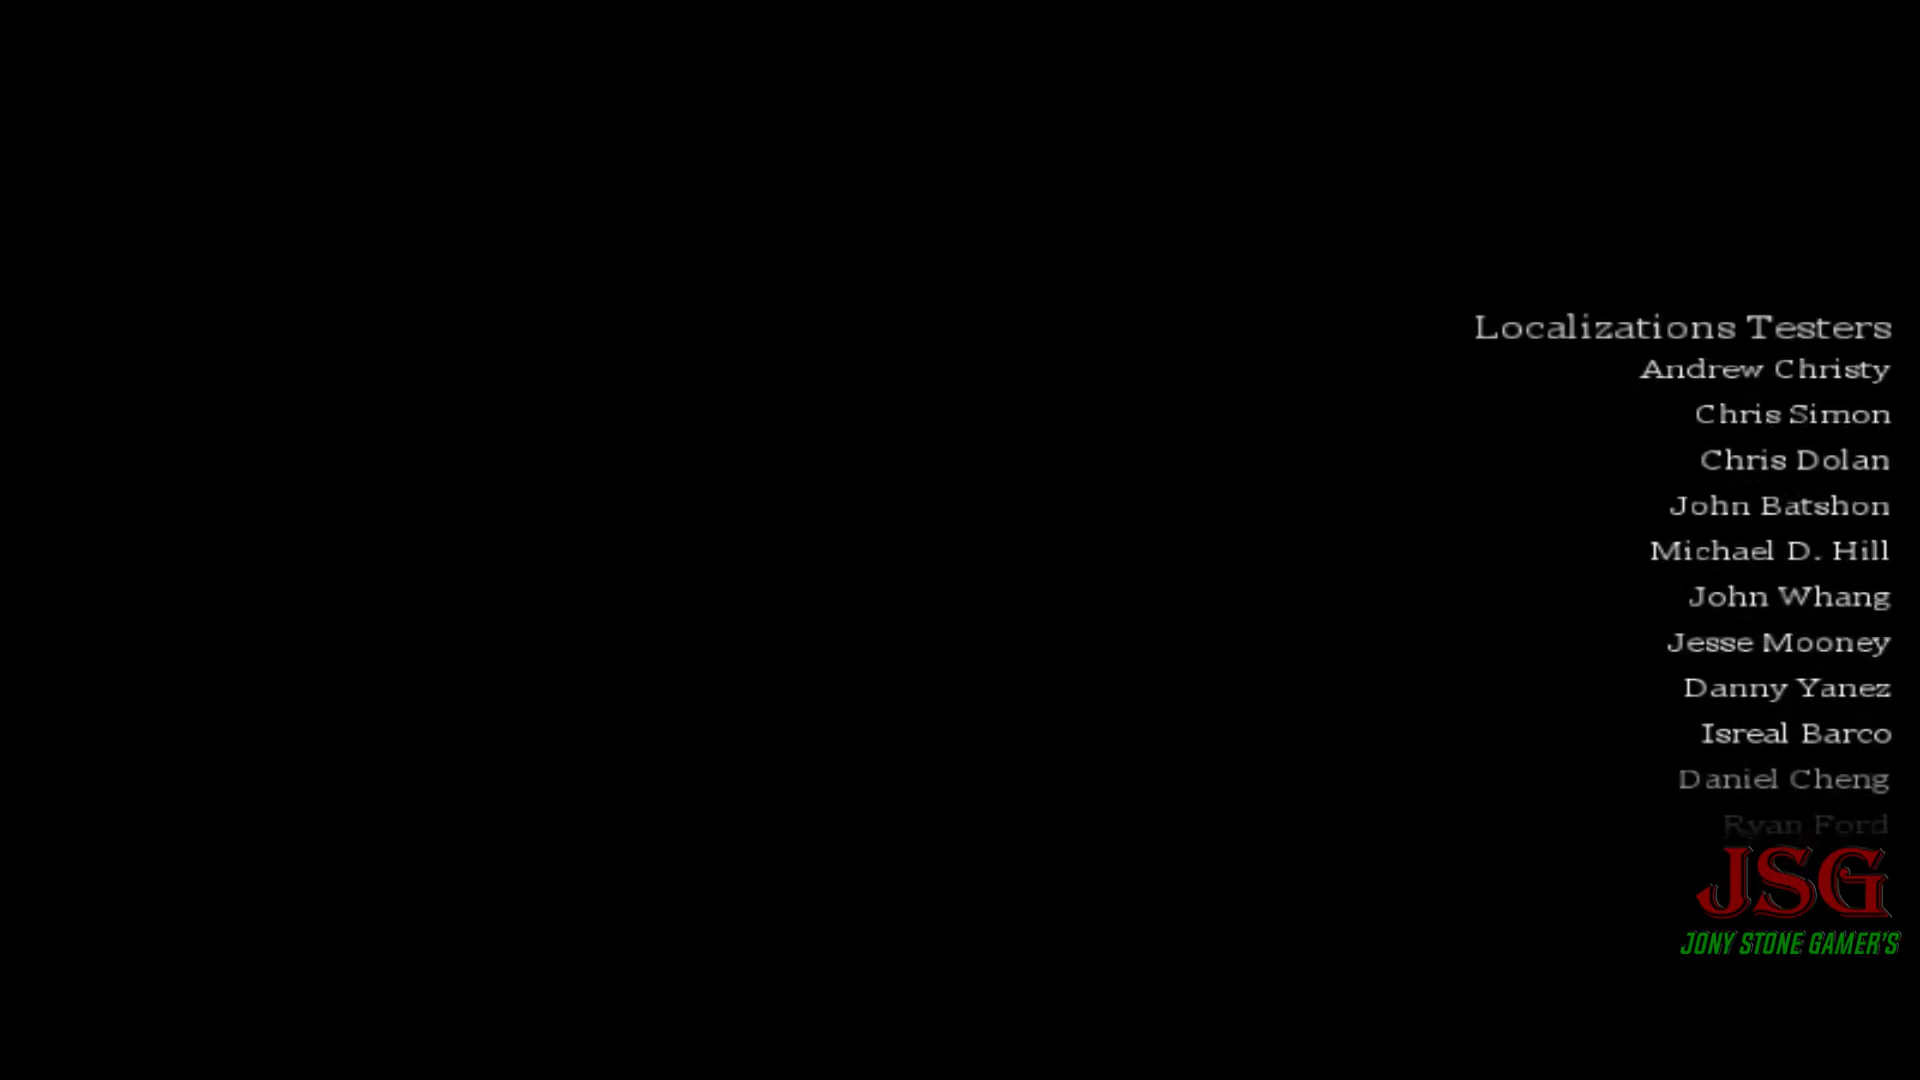 Localizations Testers
Andrew Christy
Chris Simon
Chris Dolan
John Batshon
Michael D. Hill
John Whang
Jesse Mooney
Danny Yanez
Isreal Barco
Daniel Cheng
Ryan Ford
JSG
JONY STONE GAMER'S